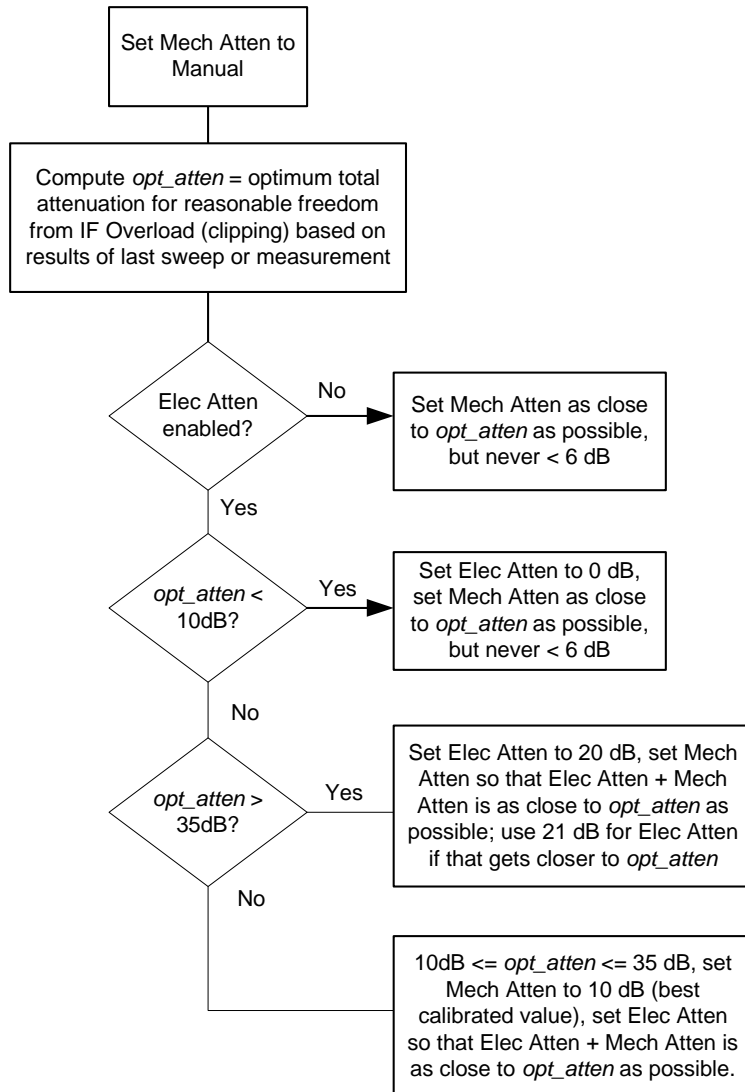 Set Mech Atten to
Manual
Compute opt_atten = optimum total
attenuation for reasonable freedom
from IF Overload (clipping) based on
results of last sweep or measurement
Elec Atten
enabled?
No
Set Mech Atten as close
to opt_atten as possible,
but never < 6 dB
Yes
opt_atten <
10dB?
Yes
Set Elec Atten to 0 dB,
set Mech Atten as close
to opt_atten as possible,
but never < 6 dB
No
opt_atten >
35dB?
Yes
Set Elec Atten to 20 dB, set Mech
Atten so that Elec Atten + Mech
Atten is as close to opt_atten as
possible; use 21 dB for Elec Atten
if that gets closer to opt_atten
No
10dB <= opt_atten <= 35 dB, set
Mech Atten to 10 dB (best
calibrated value), set Elec Atten
so that Elec Atten + Mech Atten is
as close to opt_atten as possible.